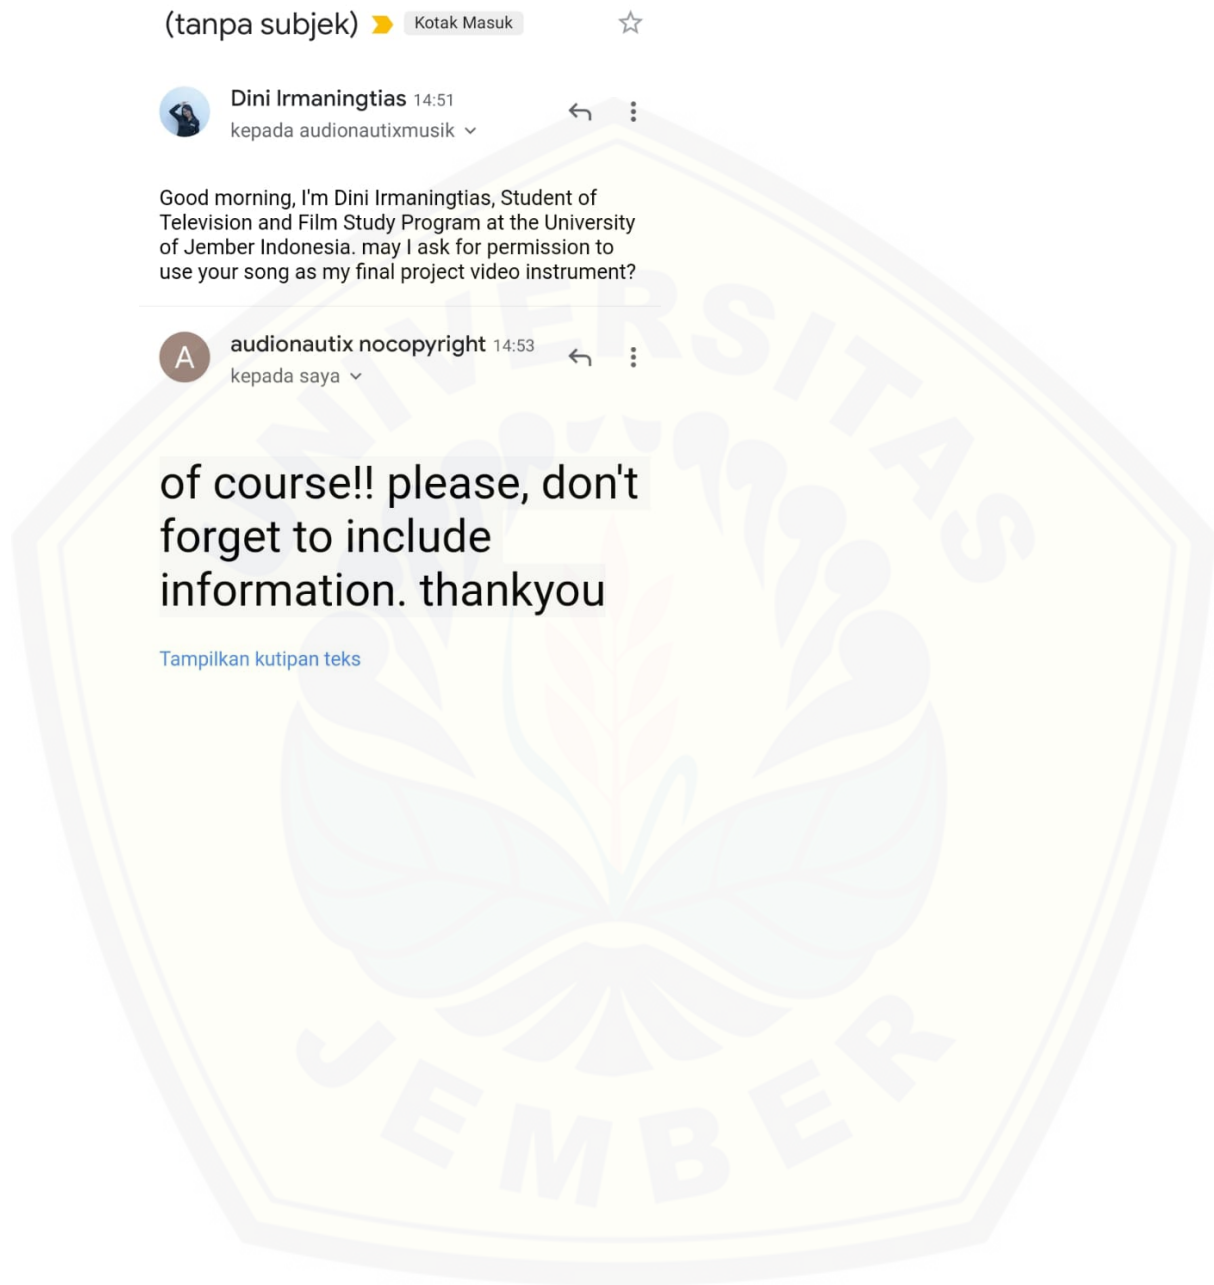 (tanpa subjek) Kotak Masuk
Dini Irmaningtias 14:51
kepada audionautixmusik
Good morning, I'm Dini Irmaningtias, Student of
Television and Film Study Program at the University
of Jember Indonesia. may I ask for permission to
use your song as my final project video instrument?
A
audionautix nocopyright 14:53
kepada saya
of course!! please, don't
forget to include
information. thankyou
Tampilkan kutipan teks
UNIVERSITAS
JEMBER